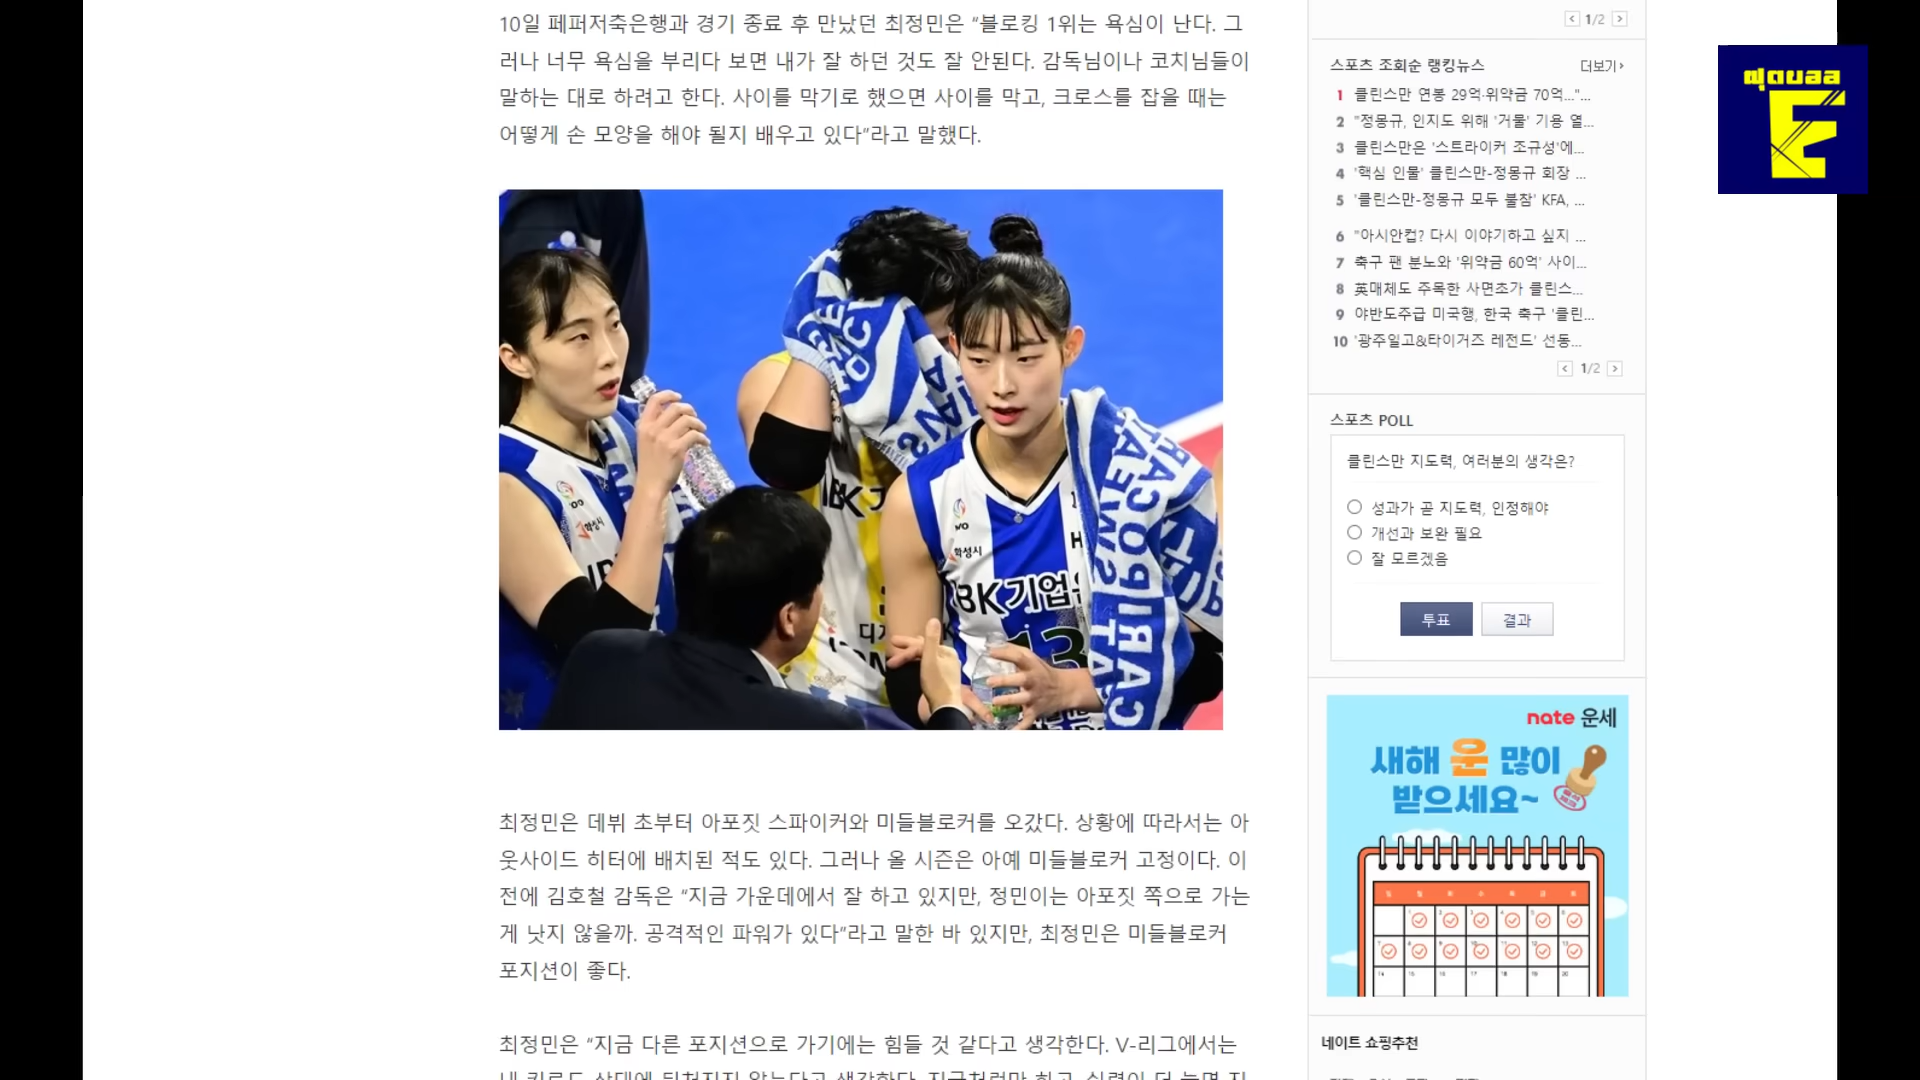 10일 페퍼저축은행과 경기 종료 후 만났던 최정민은 “블로킹 1위는 욕심이 난다. 그
러나 너무 욕심을 부리다 보면 내가 잘 하던 것도 잘 안된다. 감독님이나 코치님들이
말하는 대로 하려고 한다. 사이를 막기로 했으면 사이를 막고, 크로스를 잡을 때는
어떻게 손 모양을 해야 될지 배우고 있다”라고 말했다.
화성시
IBK기업은
13
화성시
IBK
최정민은 데뷔 초부터 아포짓 스파이커와 미들블로커를 오갔다. 상황에 따라서는 아
웃사이드 히터에 배치된 적도 있다. 그러나 올 시즌은 아예 미들블로커 고정이다. 이
전에 김호철 감독은 “지금 가운데에서 잘 하고 있지만, 정민이는 아포짓 쪽으로 가는
게 낫지 않을까. 공격적인 파워가 있다”라고 말한 바 있지만, 최정민은 미들블로커
포지션이 좋다.
최정민은 “지금 다른 포지션으로 가기에는 힘들 것 같다고 생각한다. V-리그에서는
1/2
스포츠 조회순 랭킹뉴스 더보기
1 클린스만 연봉 29억·위약금 70억..."...
2 "정몽규, 인지도 위해 '거물' 기용 열...
3 클린스만은 '스트라이커 조규성'에...
4 '핵심 인물' 클린스만-정몽규 회장 ...
5 '클린스만-정몽규 모두 불참' KFA, ...
6 "아시안컵? 다시 이야기하고 싶지 ...
7 축구 팬 분노와 '위약금 60억' 사이...
8 英매체도 주목한 사면초가 클린스...
9 야반도주급 미국행, 한국 축구 '클린...
10 '광주일고&타이거즈 레전드' 선동...
1/2
스포츠 POLL
클린스만 지도력, 여러분의 생각은?
성과가 곧 지도력, 인정해야
개선과 보완 필요
잘 모르겠음
투표 결과
nate 운세
새해 운 많이
받으세요~
네이트 쇼핑추천